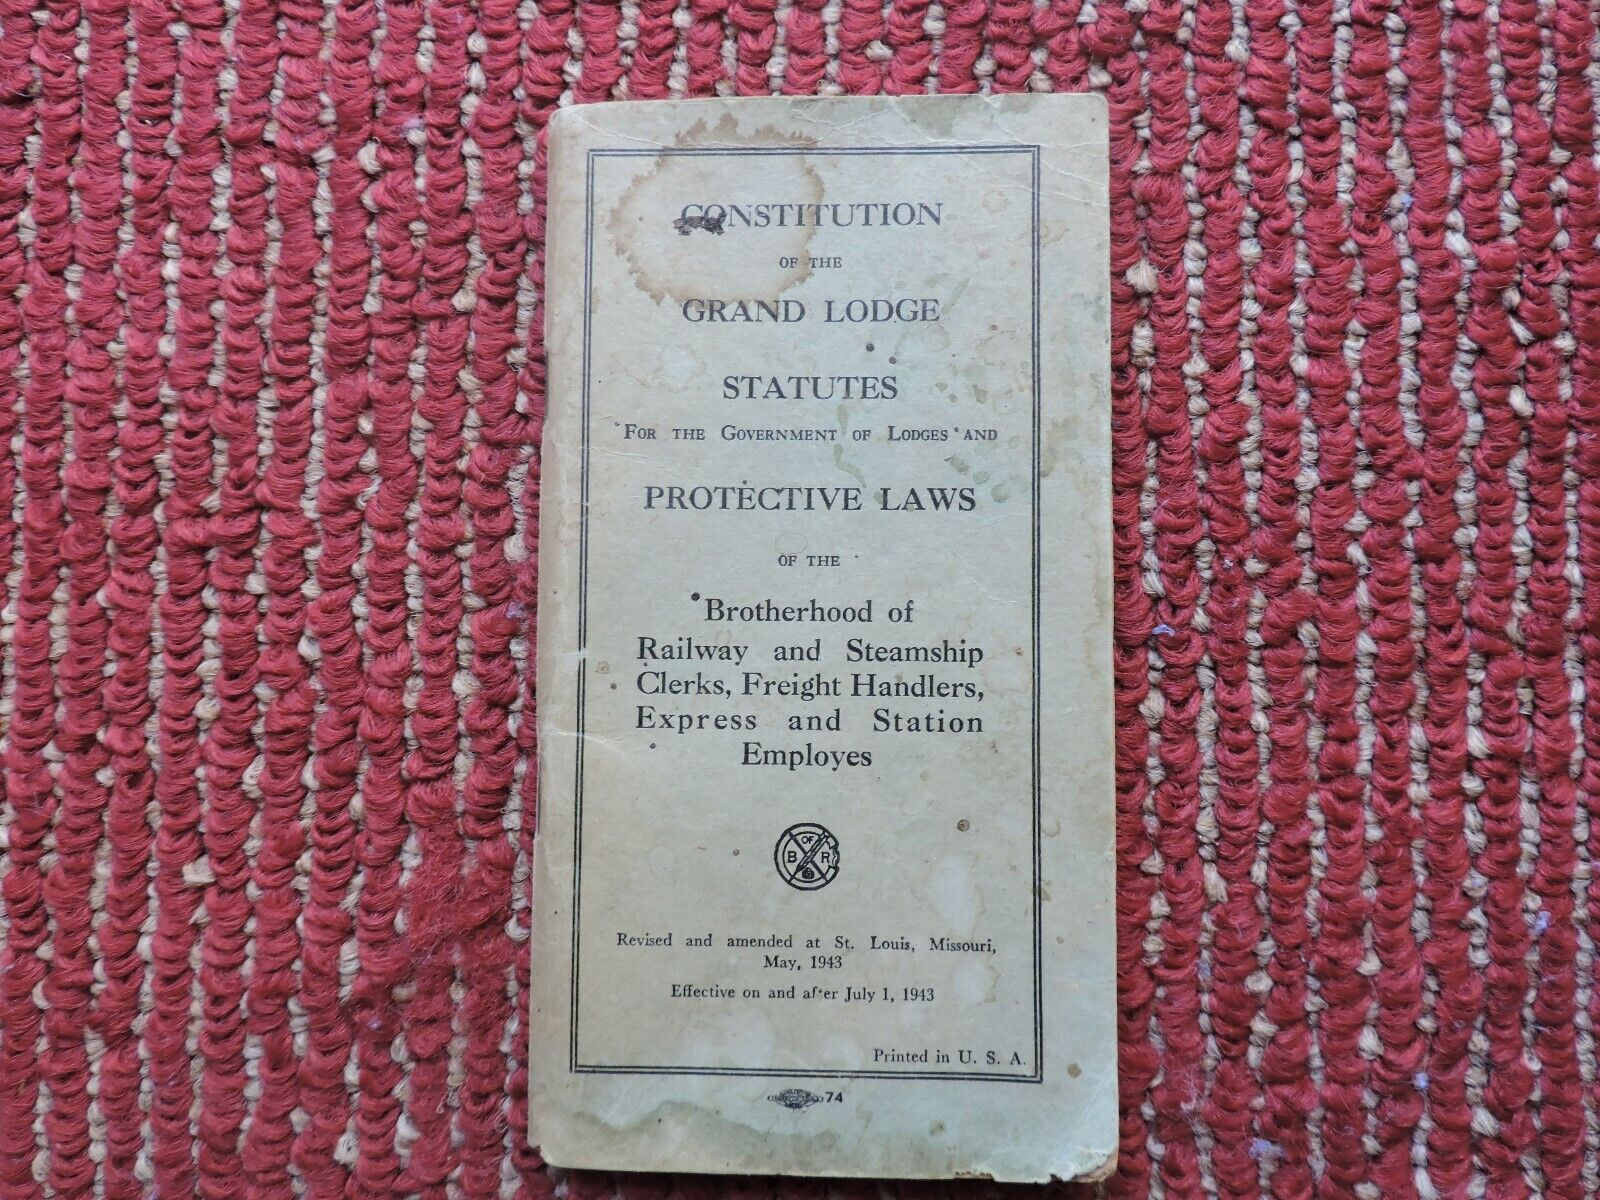 CONSTITUTION
OF THE
GRAND LODGE
STATUTES
FOR THE GOVERNMENT OF LODGES AND
PROTECTIVE LAWS
OF THE
Brotherhood of
Railway and Steamship
Clerks, Freight Handlers,
Express and Station
Employes
OF
B R
Revised and amended at St. Louis, Missouri,
May, 1943
Effective on and after July 1, 1943
Printed in U. S. A.
74